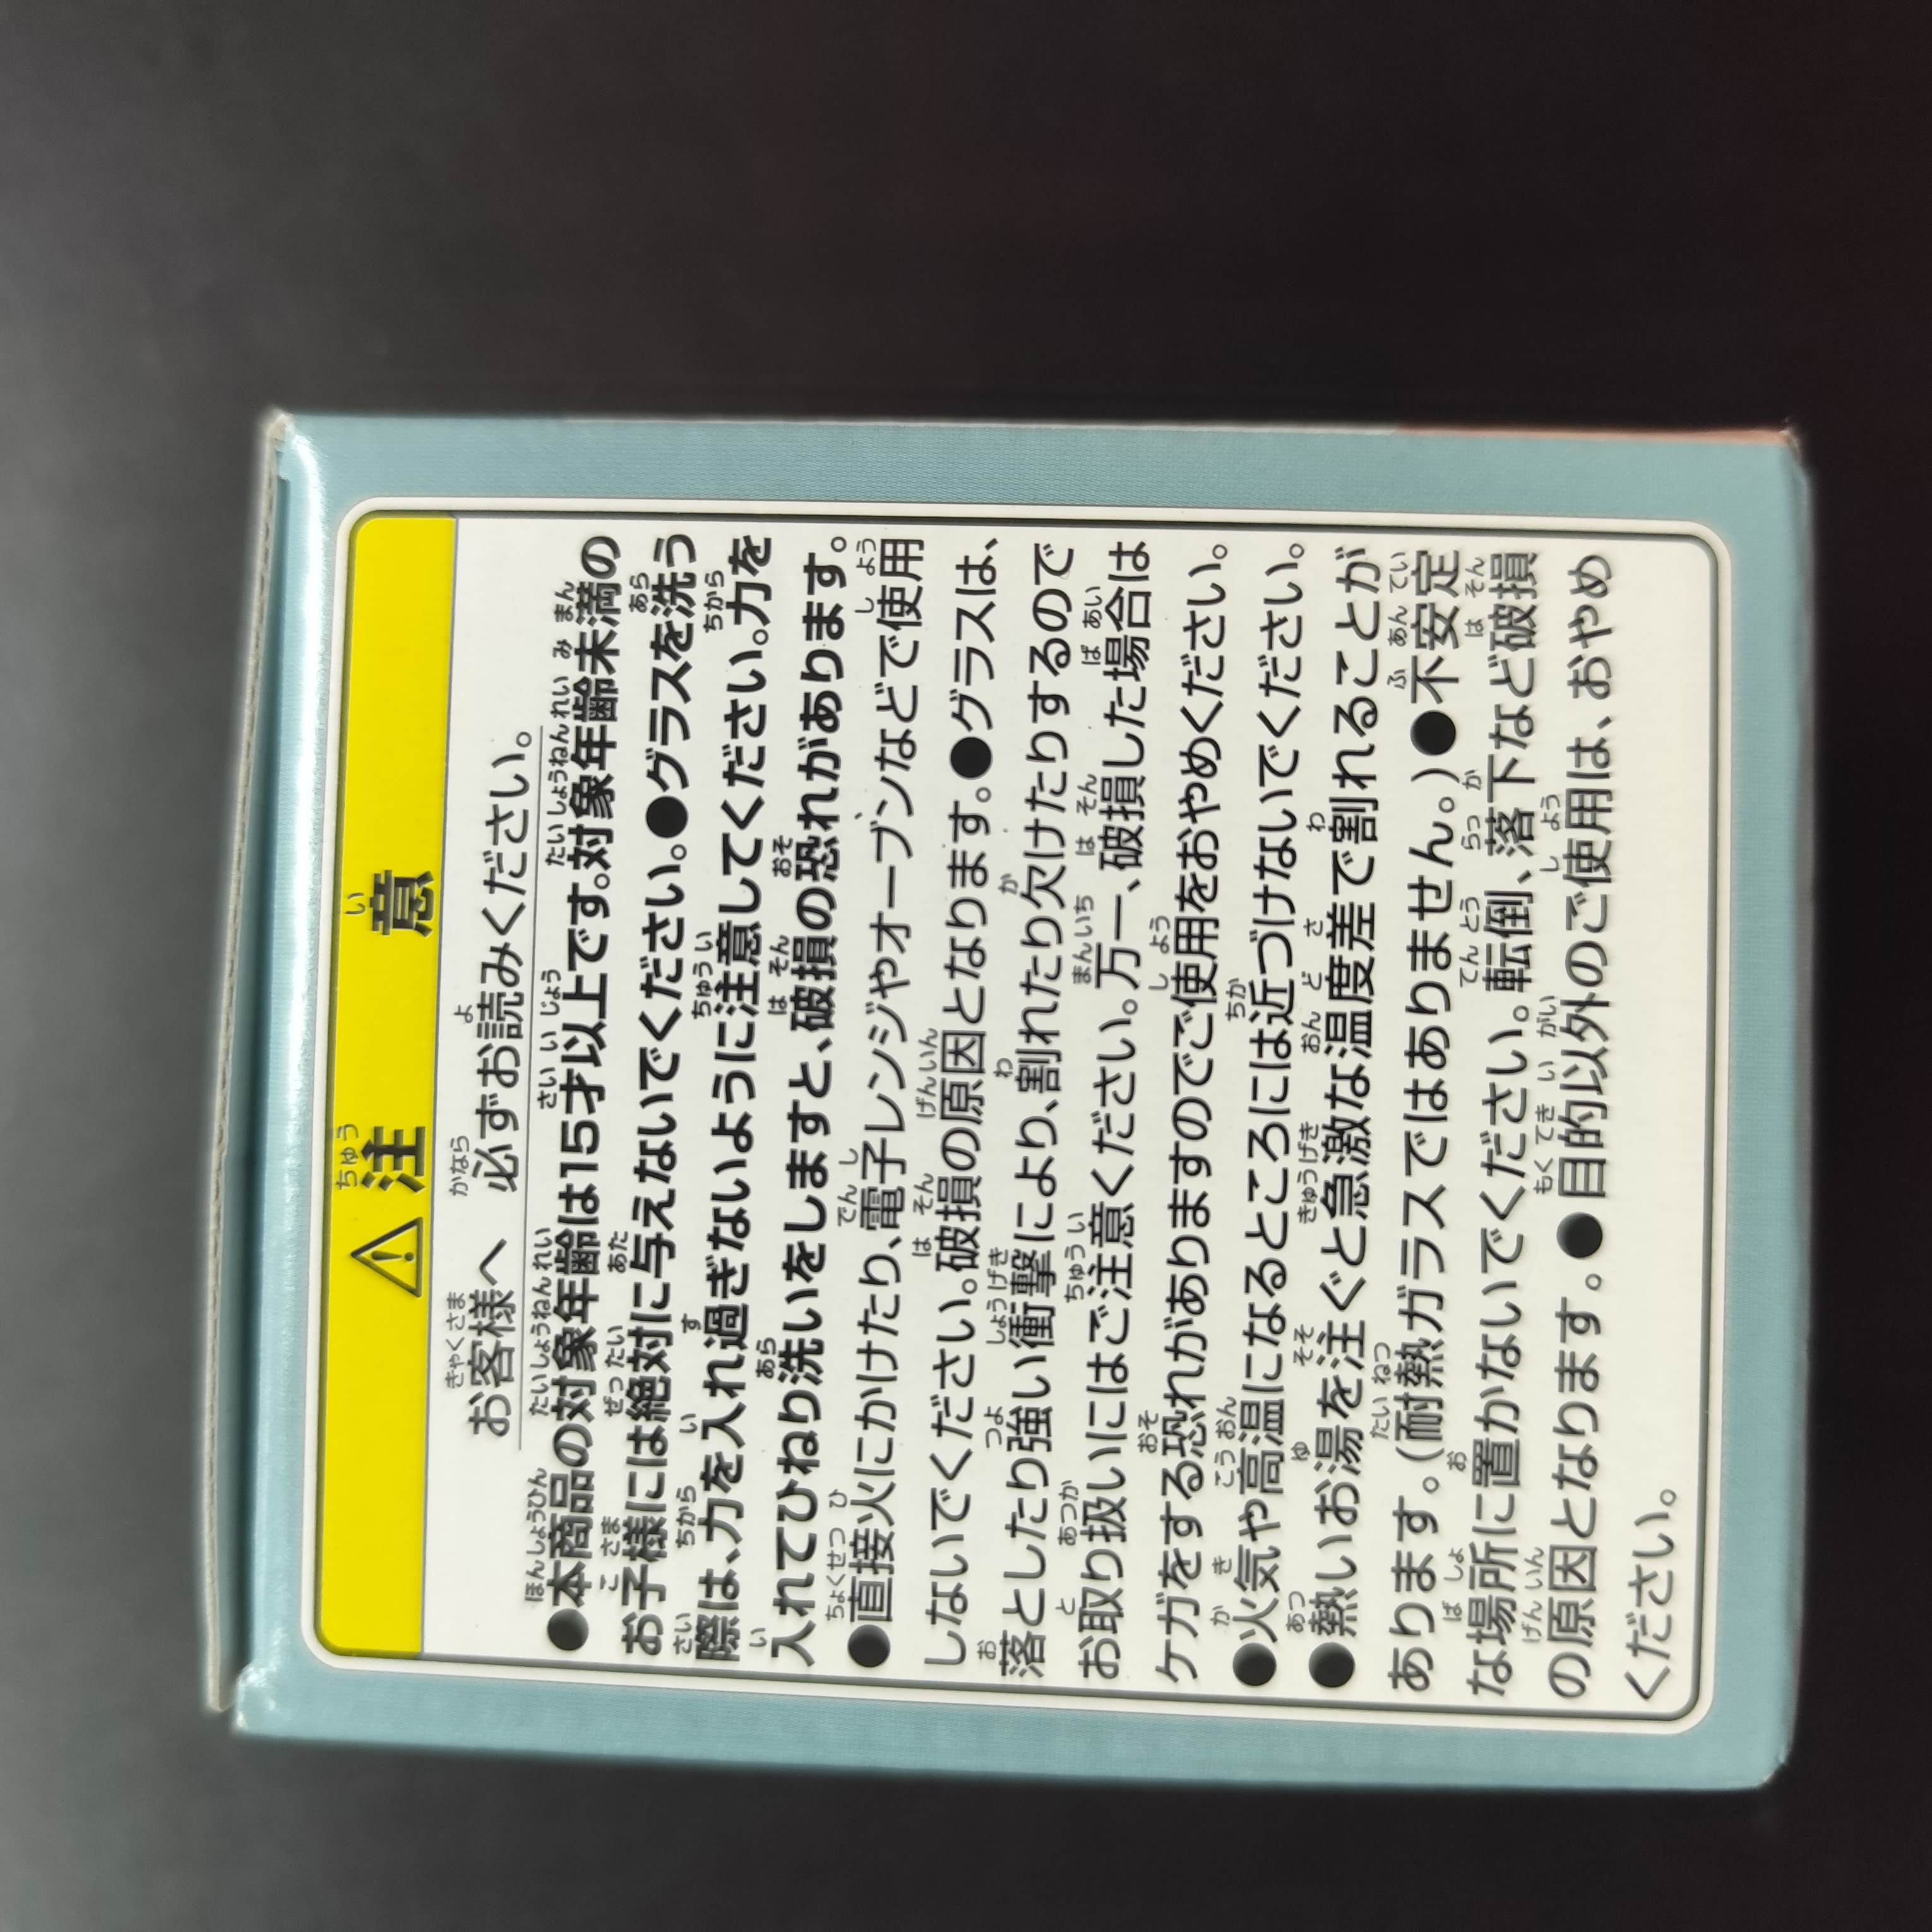 ⚠ 注意
お客様へ 必ずお読みください。
●本商品の対象年齢は15才以上です。対象年齢未満の
お子様には絶対に与えないでください。●グラスを洗う
際は、力を入れ過ぎないように注意してください。力を
入れてひねり洗いをしますと、破損の恐れがあります。
●直接火にかけたり、電子レンジやオーブンなどで使用
しないでください。破損の原因となります。●グラスは、
落としたり強い衝撃により、割れたり欠けたりするので
お取り扱いにはご注意ください。万一、破損した場合は
ケガをする恐れがありますのでご使用をおやめください。
●火気や高温になるところには近づけないでください。
●熱いお湯を注ぐと急激な温度差で割れることが
あります。(耐熱ガラスではありません。)●不安定
な場所に置かないでください。転倒、落下など破損
の原因となります。●目的以外のご使用は、おやめ
ください。